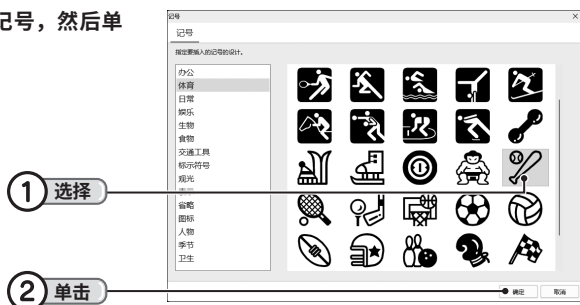 记号，然后单
记号
记号
指定要插入的记号的设计。
办公
体育
日常
娱乐
生物
食物
交通工具
标示符号
观光
省略
图标
人物
季节
卫生
1 选择
2 单击
确定 取消